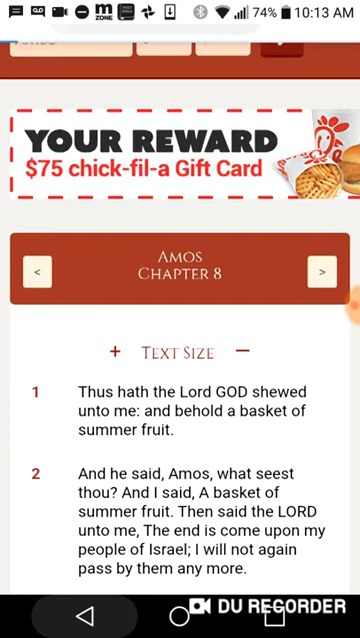 m
ZONE
74% 10:13 AM
YOUR REWARD
$75 chick-fil-a Gift Card
<
AMOS
CHAPTER 8
>
+ TEXT SIZE −
1 Thus hath the Lord GOD shewed
unto me: and behold a basket of
summer fruit.
2 And he said, Amos, what seest
thou? And I said, A basket of
summer fruit. Then said the LORD
unto me, The end is come upon my
people of Israel; I will not again
pass by them any more.
DU RECORDER